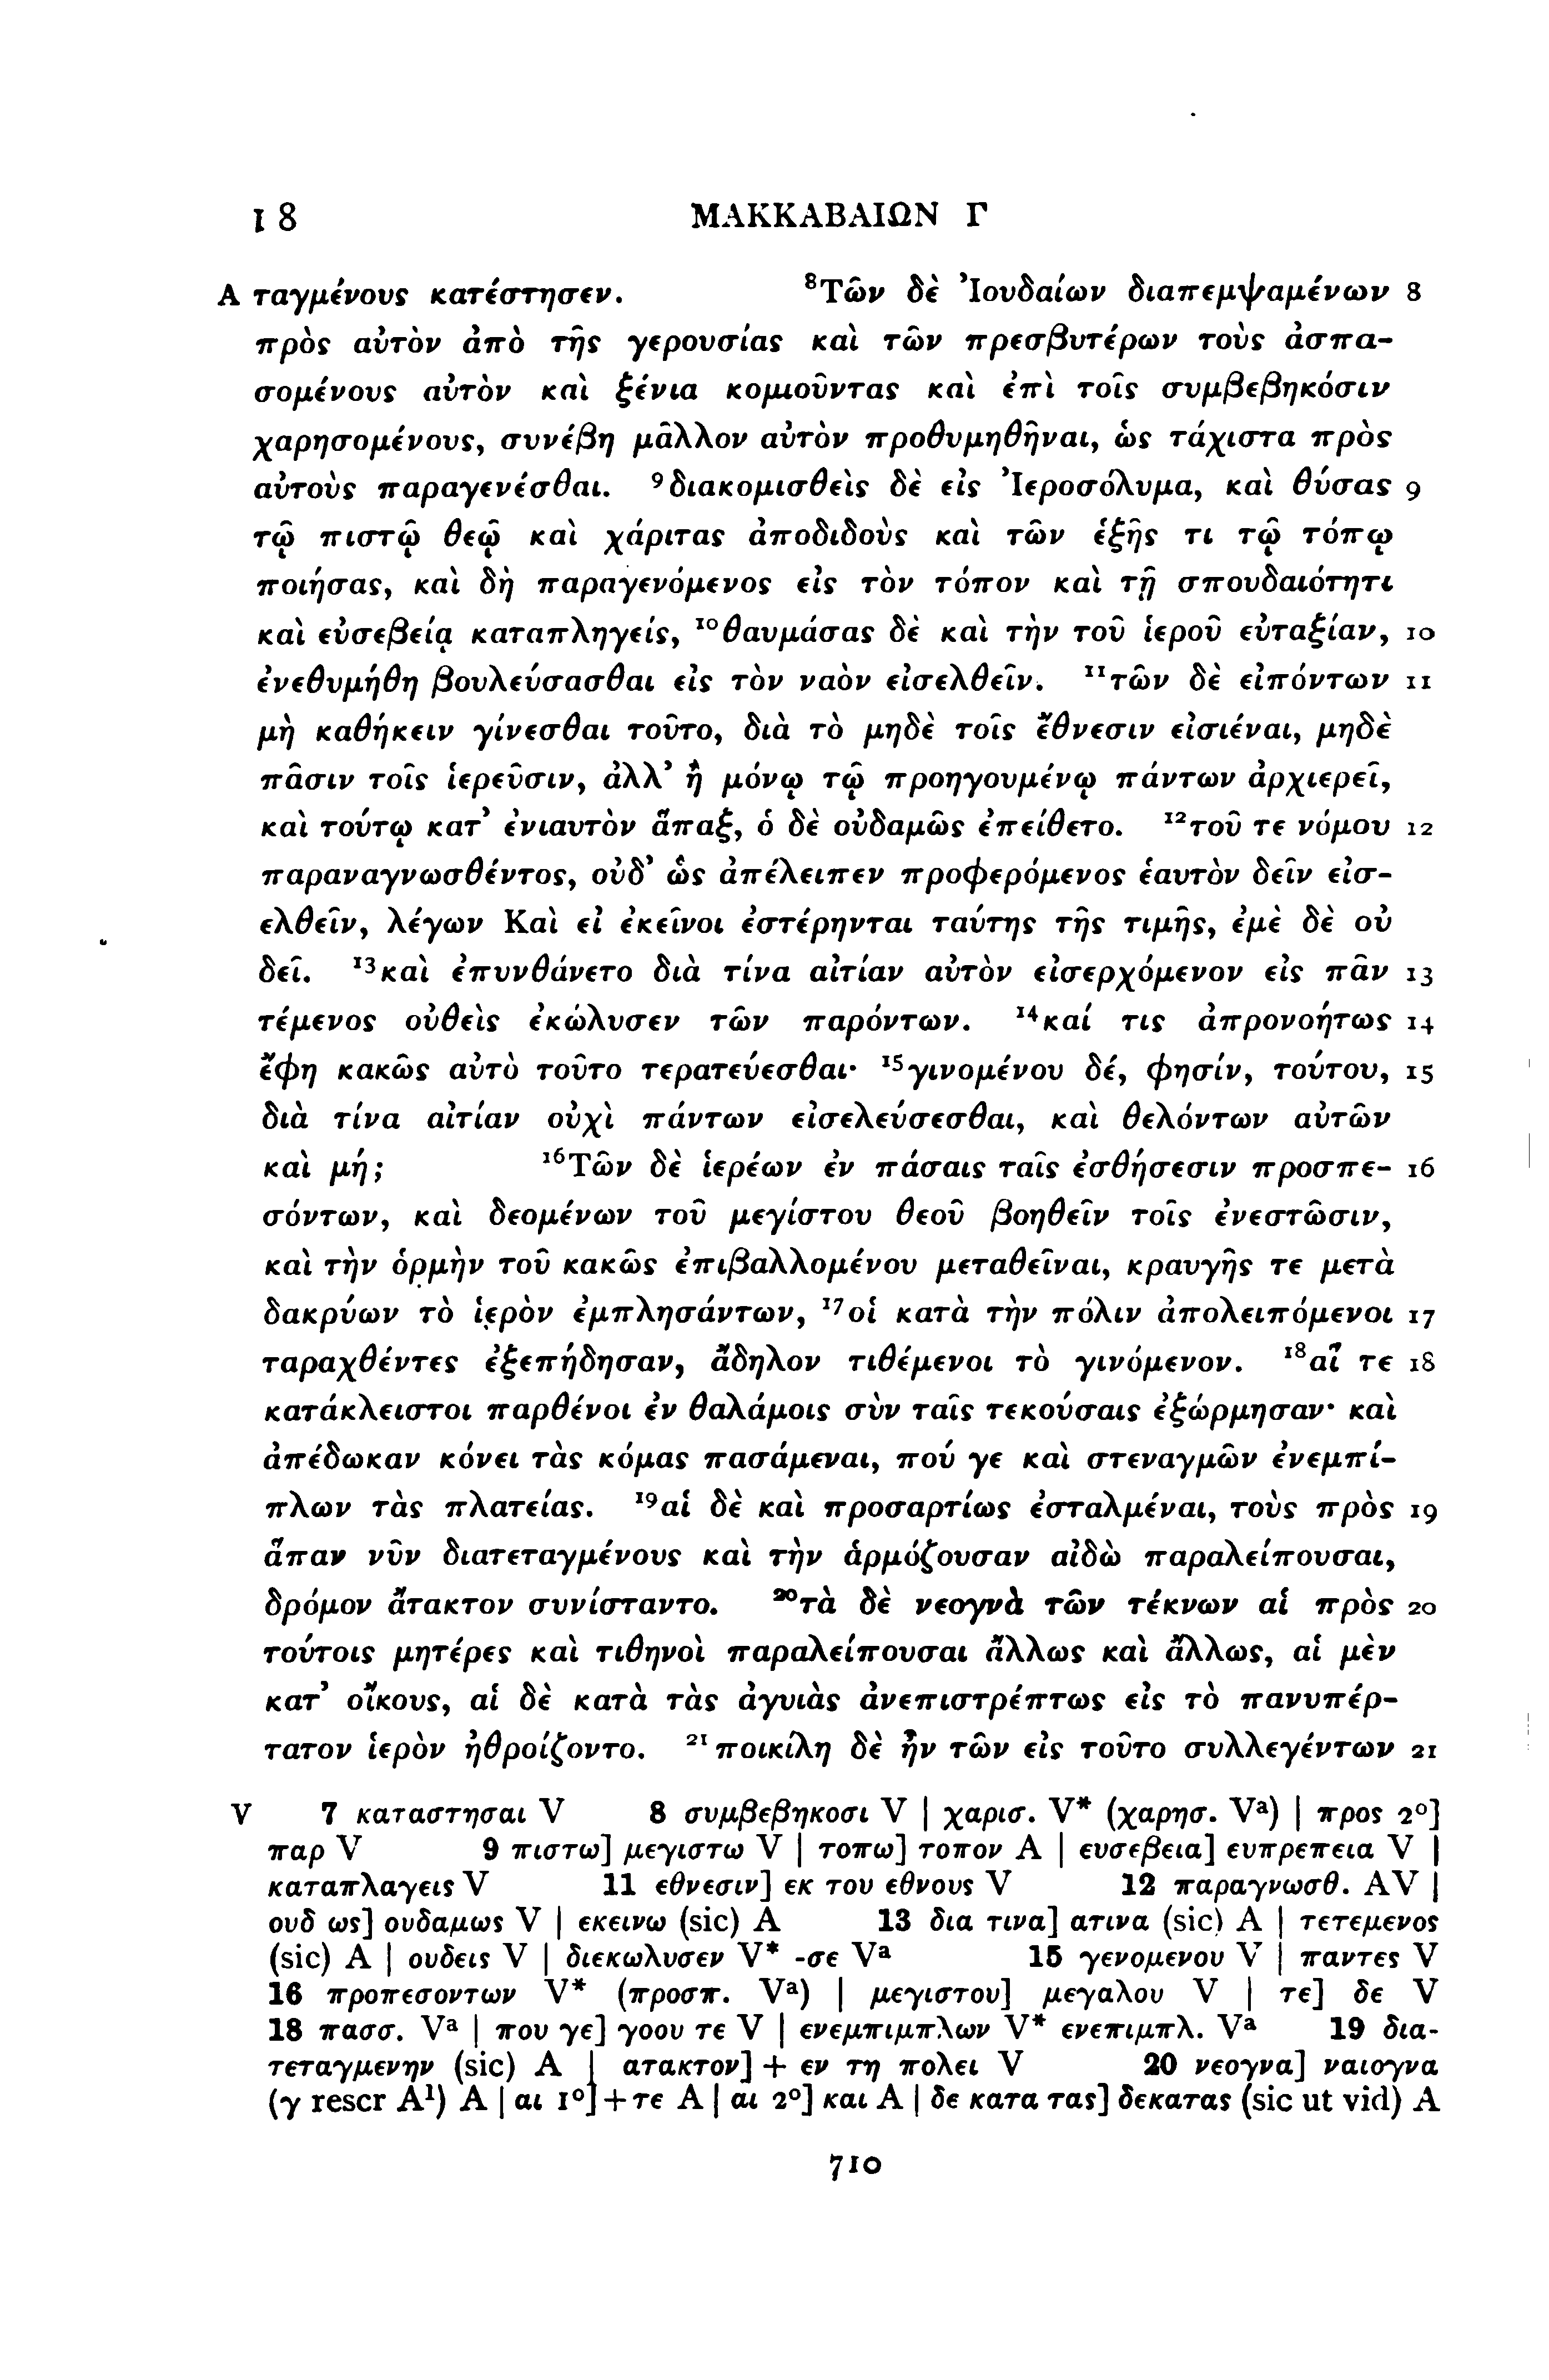 I 8 ΜΑΚΚΑΒΑΙΩΝ Γ
A ταγμένους κατέστησεν. ⁸Τῶν δὲ Ἰουδαίων διαπεμψαμένων 8
πρὸς αὐτὸν ἀπὸ τῆς γερουσίας καὶ τῶν πρεσβυτέρων τοὺς ἀσπα-
σομένους αὐτὸν καὶ ξένια κομιοῦντας καὶ ἐπὶ τοῖς συμβεβηκόσιν
χαρησομένους, συνέβη μᾶλλον αὐτὸν προθυμηθῆναι, ὡς τάχιστα πρὸς
αὐτοὺς παραγενέσθαι. ⁹διακομισθεὶς δὲ εἰς Ἰεροσόλυμα, καὶ θύσας 9
τῷ πιστῷ θεῷ καὶ χάριτας ἀποδιδοὺς καὶ τῶν ἑξῆς τι τῷ τόπῳ
ποιήσας, καὶ δὴ παραγενόμενος εἰς τὸν τόπον καὶ τῇ σπουδαιότητι
καὶ εὐσεβείᾳ καταπληγείς, ¹⁰θαυμάσας δὲ καὶ τὴν τοῦ ἱεροῦ εὐταξίαν, 10
ἐνεθυμήθη βουλεύσασθαι εἰς τὸν ναὸν εἰσελθεῖν. ¹¹τῶν δὲ εἰπόντων 11
μὴ καθήκειν γίνεσθαι τοῦτο, διὰ τὸ μηδὲ τοῖς ἔθνεσιν εἰσιέναι, μηδὲ
πᾶσιν τοῖς ἱερεῦσιν, ἀλλ’ ἢ μόνῳ τῷ προηγουμένῳ πάντων ἀρχιερεῖ,
καὶ τούτῳ κατ’ ἐνιαυτὸν ἅπαξ, ὁ δὲ οὐδαμῶς ἐπείθετο. ¹²τοῦ τε νόμου 12
παραναγνωσθέντος, οὐδ’ ὣς ἀπέλειπεν προφερόμενος ἑαυτὸν δεῖν εἰσ-
ελθεῖν, λέγων Καὶ εἰ ἐκεῖνοι ἐστέρηνται ταύτης τῆς τιμῆς, ἐμὲ δὲ οὐ
δεῖ. ¹³καὶ ἐπυνθάνετο διὰ τίνα αἰτίαν αὐτὸν εἰσερχόμενον εἰς πᾶν 13
τέμενος οὐθεὶς ἐκώλυσεν τῶν παρόντων. ¹⁴καί τις ἀπρονοήτως 14
ἔφη κακῶς αὐτὸ τοῦτο τερατεύεσθαι· ¹⁵γινομένου δέ, φησίν, τούτου, 15
διὰ τίνα αἰτίαν οὐχὶ πάντων εἰσελεύσεσθαι, καὶ θελόντων αὐτῶν
καὶ μή; ¹⁶Τῶν δὲ ἱερέων ἐν πάσαις ταῖς ἐσθήσεσιν προσπε- 16
σόντων, καὶ δεομένων τοῦ μεγίστου θεοῦ βοηθεῖν τοῖς ἐνεστῶσιν,
καὶ τὴν ὁρμὴν τοῦ κακῶς ἐπιβαλλομένου μεταθεῖναι, κραυγῆς τε μετὰ
δακρύων τὸ ἱερὸν ἐμπλησάντων, ¹⁷οἱ κατὰ τὴν πόλιν ἀπολειπόμενοι 17
ταραχθέντες ἐξεπήδησαν, ἄδηλον τιθέμενοι τὸ γινόμενον. ¹⁸αἵ τε 18
κατάκλειστοι παρθένοι ἐν θαλάμοις σὺν ταῖς τεκούσαις ἐξώρμησαν· καὶ
ἀπέδωκαν κόνει τὰς κόμας πασάμεναι, πού γε καὶ στεναγμῶν ἐνεμπί-
πλων τὰς πλατείας. ¹⁹αἱ δὲ καὶ προσαρτίως ἐσταλμέναι, τοὺς πρὸς 19
ἅπαν νῦν διατεταγμένους καὶ τὴν ἁρμόζουσαν αἰδὼ παραλείπουσαι,
δρόμον ἄτακτον συνίσταντο. ²⁰τὰ δὲ νεογνὰ τῶν τέκνων αἱ πρὸς 20
τούτοις μητέρες καὶ τιθηνοὶ παραλείπουσαι ἄλλως καὶ ἄλλως, αἱ μὲν
κατ’ οἴκους, αἱ δὲ κατὰ τὰς ἀγυιὰς ἀνεπιστρέπτως εἰς τὸ πανυπέρ-
τατον ἱερὸν ἠθροίζοντο. ²¹ποικίλη δὲ ἦν τῶν εἰς τοῦτο συλλεγέντων 21
V 7 καταστησαι V 8 συμβεβηκοσι V | χαρισ. V* (χαρησ. Vᵃ) | προς 2°]
παρ V 9 πιστω] μεγιστω V | τοπω] τοπον A | ευσεβεια] ευπρεπεια V |
καταπλαγεις V 11 εθνεσιν] εκ του εθνους V 12 παραγνωσθ. AV |
ουδ ως] ουδαμως V | εκεινω (sic) A 13 δια τινα] ατινα (sic) A | τετεμενος
(sic) A | ουδεις V | διεκωλυσεν V* -σε Vᵃ 15 γενομενου V | παντες V
16 προπεσοντων V* (προσπ. Vᵃ) | μεγιστου] μεγαλου V | τε] δε V
18 πασσ. Vᵃ | που γε] γοου τε V | ενεμπιμπλων V* ενεπιμπλ. Vᵃ 19 δια-
τεταγμενην (sic) A | ατακτον] + εν τη πολει V 20 νεογνα] ναιογνα
(γ rescr A¹) A | αι 1°] + τε A | αι 2°] και A | δε κατα τας] δεκατας (sic ut vid) A
710